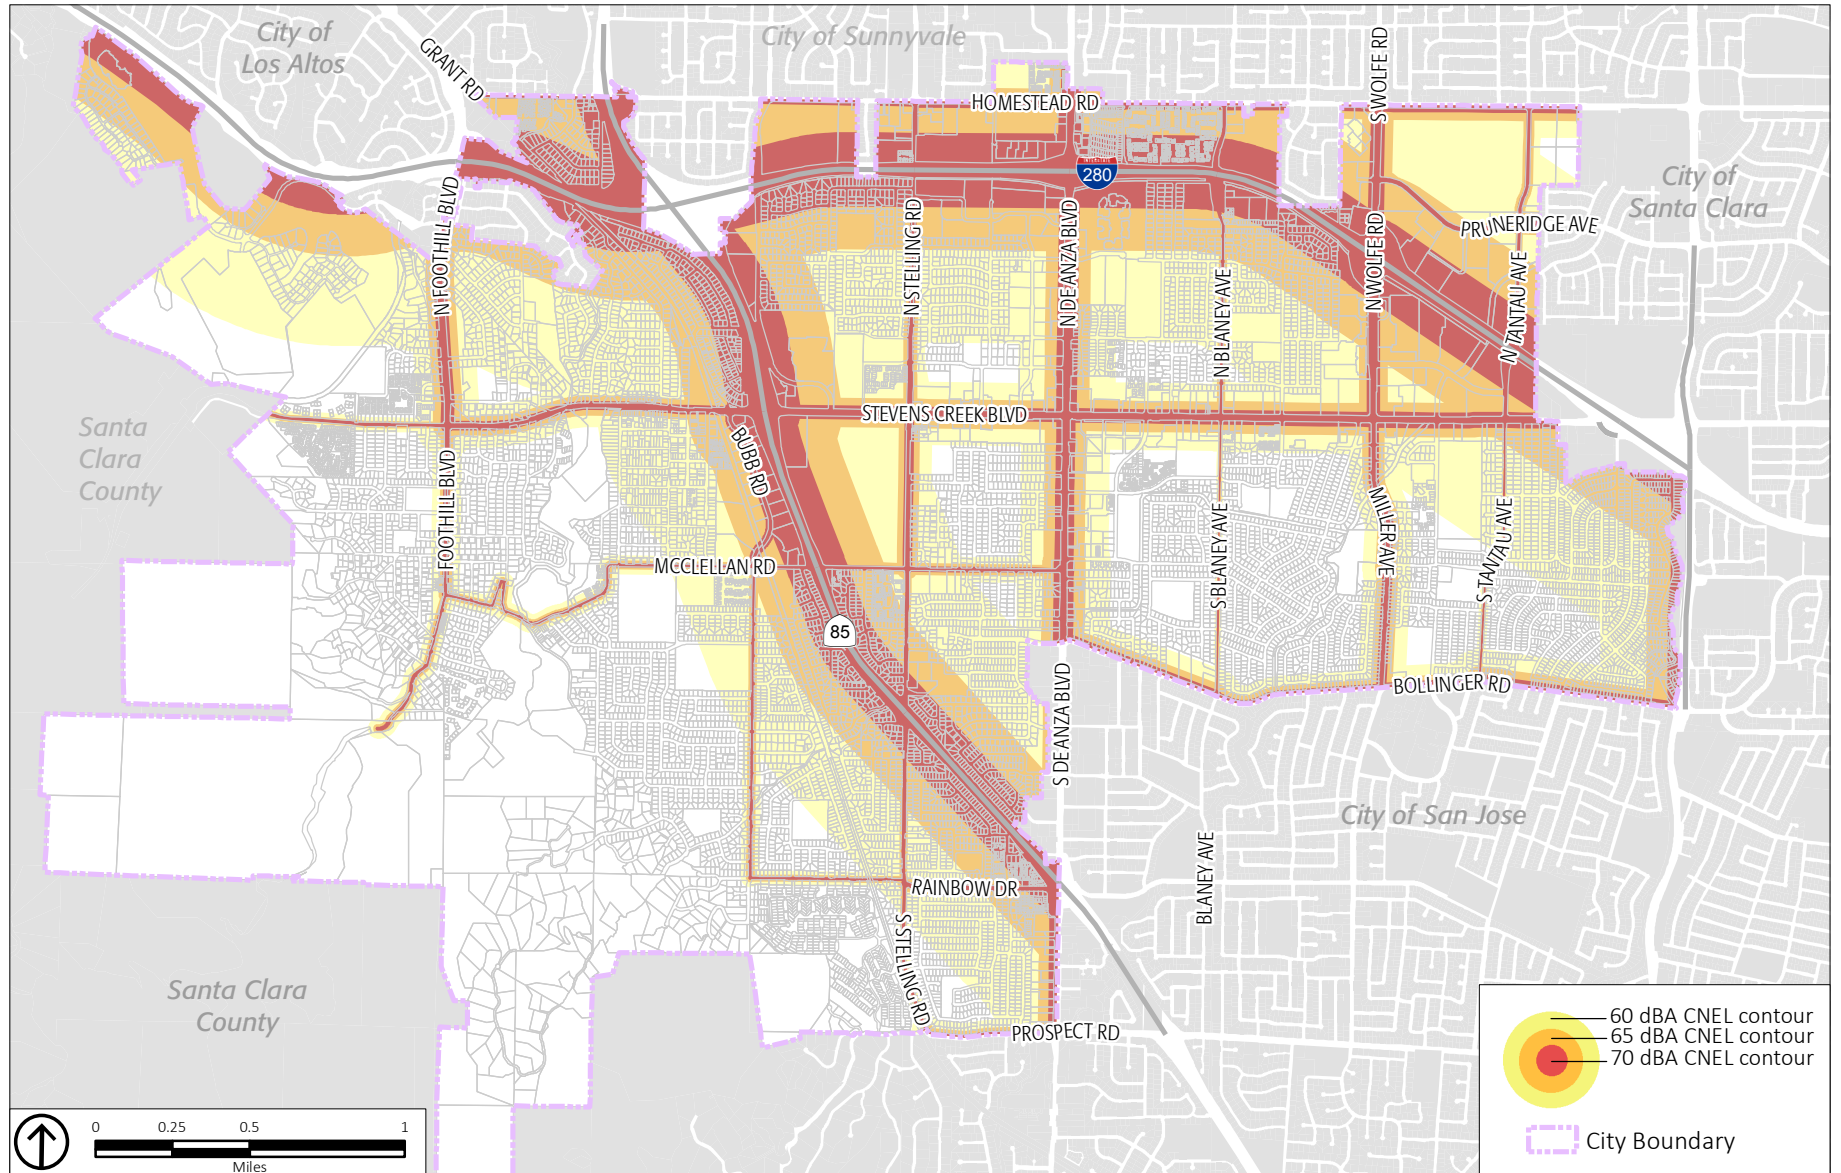 City of
Los Altos
GRANT RD
City of Sunnyvale
S WOLFE RD
HOMESTEAD RD
INTERSTATE
280
City of
Santa Clara
PRUNERIDGE AVE
N FOOTHILL BLVD
N STELLING RD
N DE ANZA BLVD
N BLANEY AVE
N WOLFE RD
N TANTAU AVE
STEVENS CREEK BLVD
Santa
Clara
County
FOOTHILL BLVD
BUBB RD
S BLANEY AVE
MILLER AVE
S TANTAU AVE
MCCLELLAN RD
85
S DE ANZA BLVD
BOLLINGER RD
City of San Jose
BLANEY AVE
RAINBOW DR
S STELLING RD
PROSPECT RD
Santa Clara
County
60 dBA CNEL contour
65 dBA CNEL contour
70 dBA CNEL contour
City Boundary
0 0.25 0.5 1
Miles